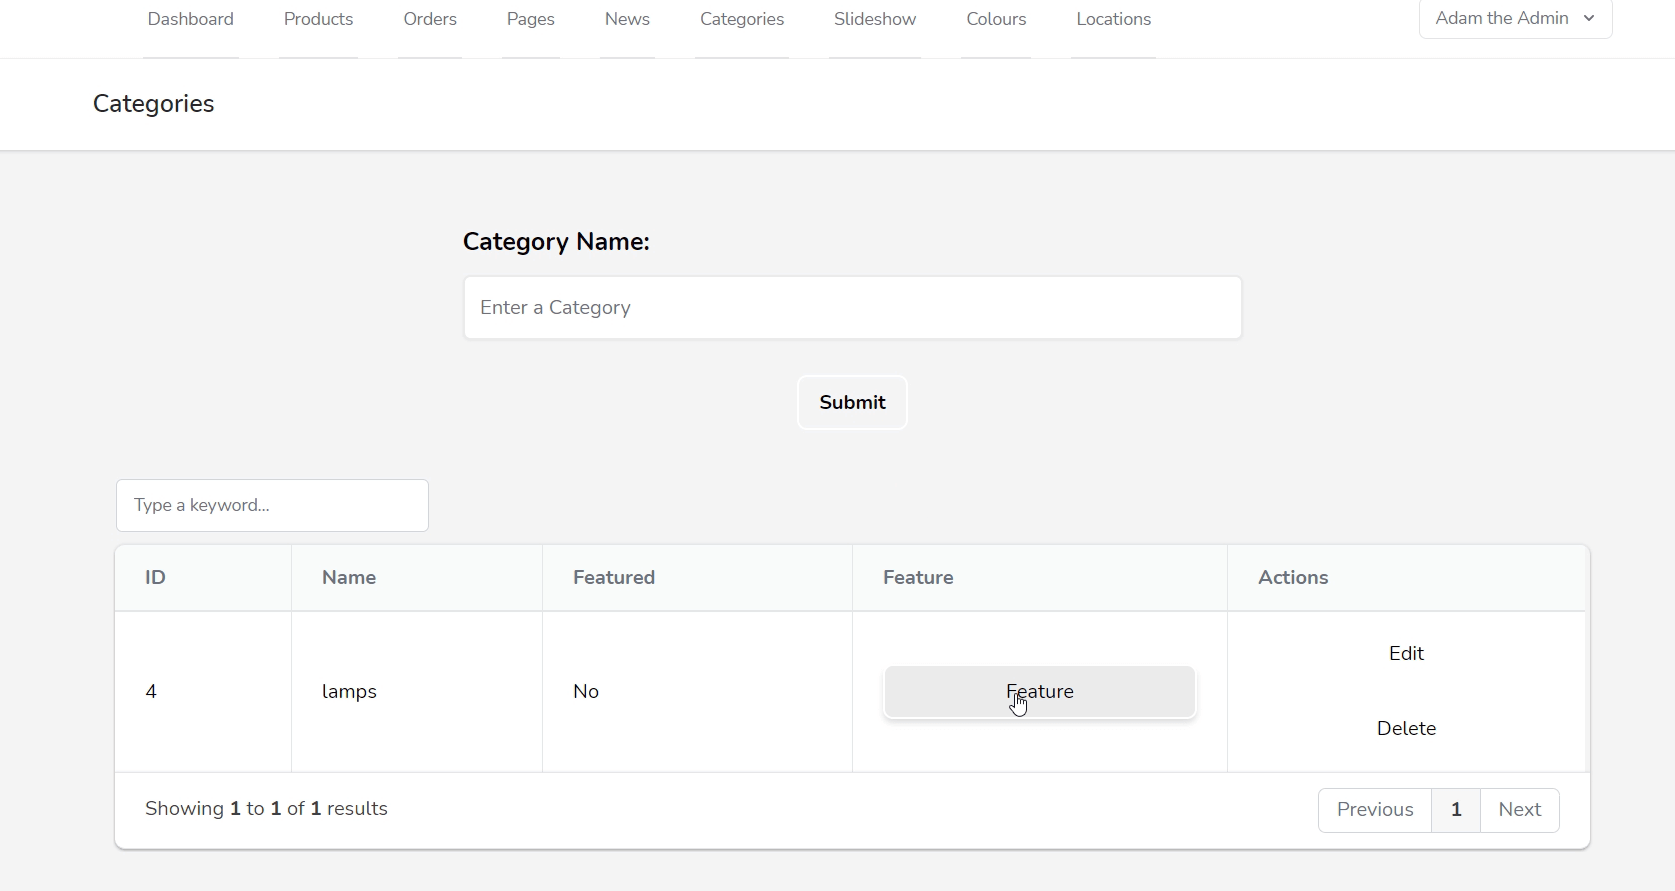 Dashboard Products Orders Pages News Categories Slideshow Colours Locations Adam the Admin
Categories
Category Name:
Enter a Category
Submit
Type a keyword...
ID Name Featured Feature Actions
Edit
4 lamps No Feature
Delete
Showing 1 to 1 of 1 results Previous 1 Next